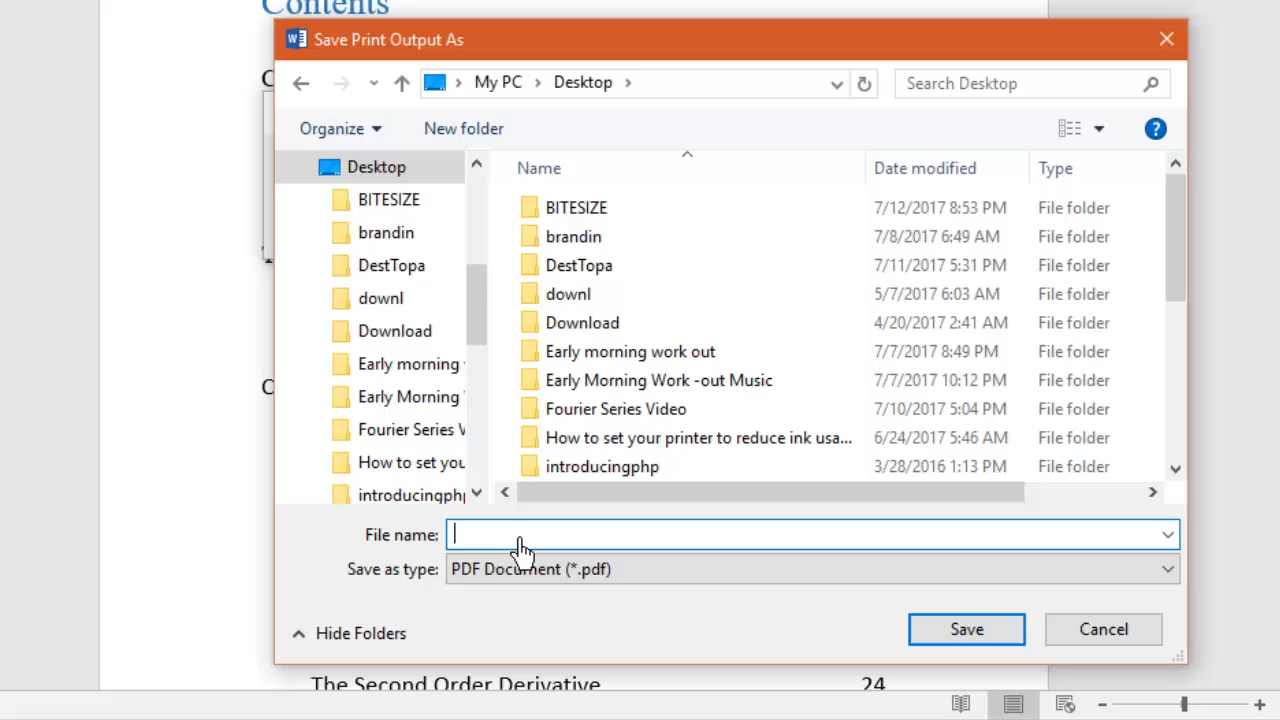 Contents
Save Print Output As
My PC Desktop
Search Desktop
Organize New folder
Desktop
BITESIZE
brandin
DestTopa
downl
Download
Early morning
Early Morning
Fourier Series V
How to set you
introducingphp
Name Date modified Type
BITESIZE 7/12/2017 8:53 PM File folder
brandin 7/8/2017 6:49 AM File folder
DestTopa 7/11/2017 5:31 PM File folder
downl 5/7/2017 6:03 AM File folder
Download 4/20/2017 2:41 AM File folder
Early morning work out 7/7/2017 8:49 PM File folder
Early Morning Work -out Music 7/7/2017 10:12 PM File folder
Fourier Series Video 7/10/2017 5:04 PM File folder
How to set your printer to reduce ink usa... 6/24/2017 5:46 AM File folder
introducingphp 3/28/2016 1:13 PM File folder
File name:
Save as type: PDF Document (*.pdf)
Hide Folders
Save Cancel
The Second Order Derivative 24